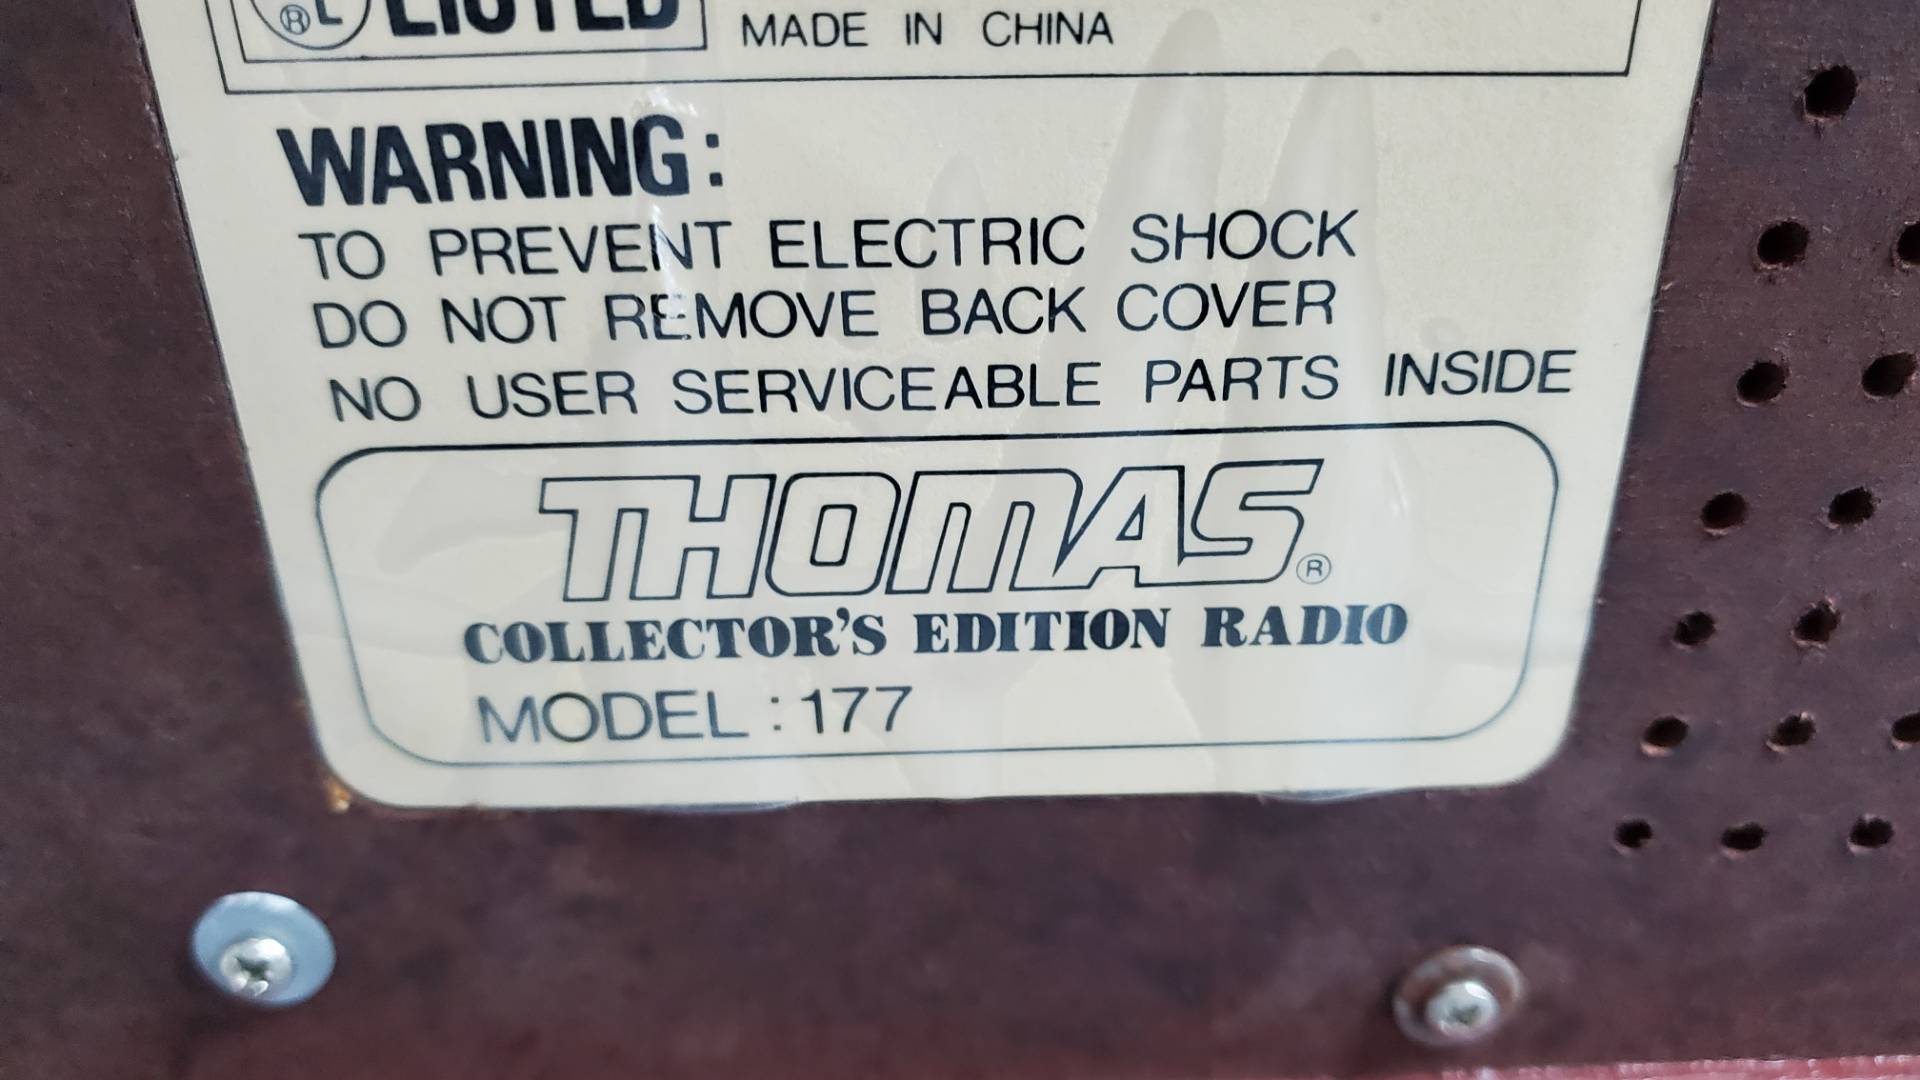 ® L LISTED
MADE IN CHINA
WARNING:
TO PREVENT ELECTRIC SHOCK
DO NOT REMOVE BACK COVER
NO USER SERVICEABLE PARTS INSIDE
THOMAS®
COLLECTOR'S EDITION RADIO
MODEL : 177